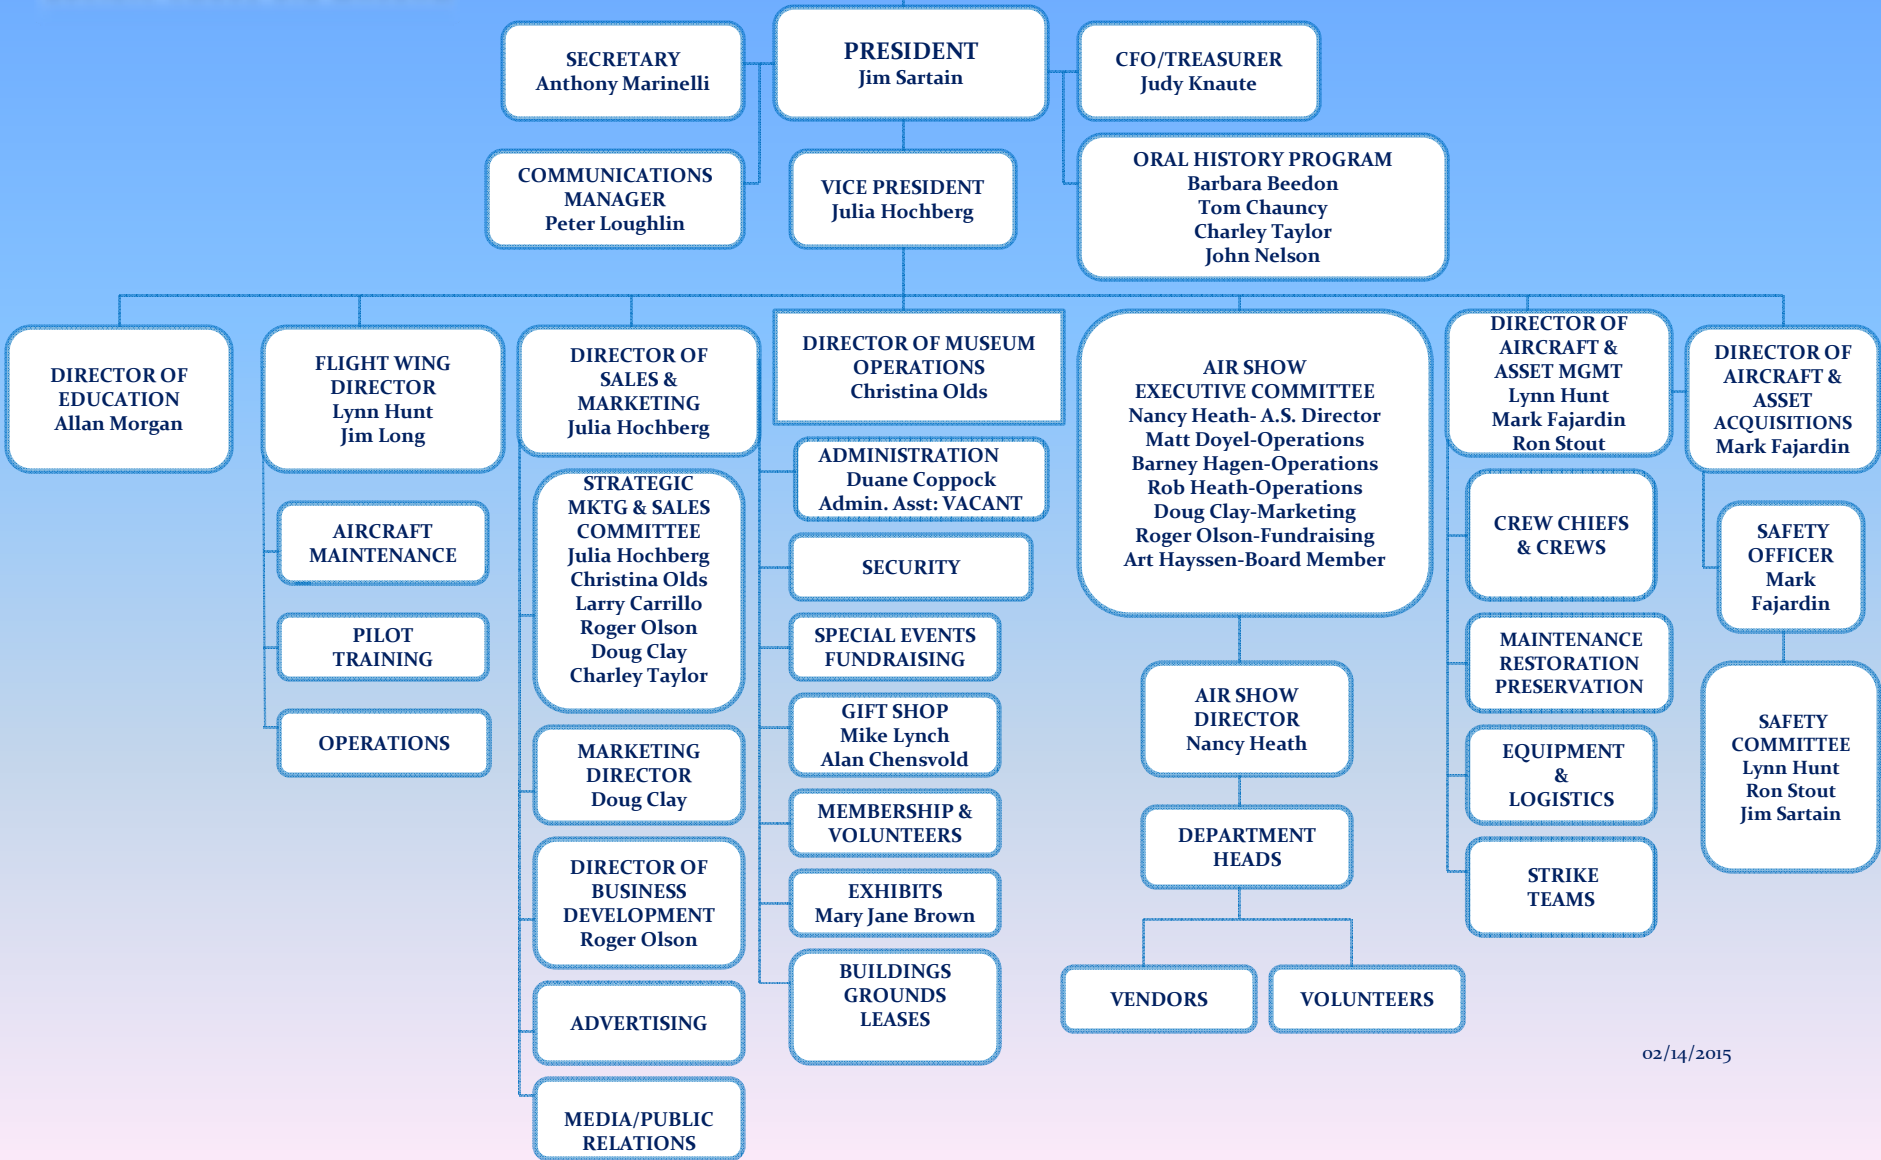 SECRETARY
Anthony Marinelli
PRESIDENT
Jim Sartain
CFO/TREASURER
Judy Knaute
COMMUNICATIONS
MANAGER
Peter Loughlin
VICE PRESIDENT
Julia Hochberg
ORAL HISTORY PROGRAM
Barbara Beedon
Tom Chauncy
Charley Taylor
John Nelson
DIRECTOR OF
EDUCATION
Allan Morgan
FLIGHT WING
DIRECTOR
Lynn Hunt
Jim Long
AIRCRAFT
MAINTENANCE
PILOT
TRAINING
OPERATIONS
DIRECTOR OF
SALES &
MARKETING
Julia Hochberg
STRATEGIC
MKTG & SALES
COMMITTEE
Julia Hochberg
Christina Olds
Larry Carrillo
Roger Olson
Doug Clay
Charley Taylor
MARKETING
DIRECTOR
Doug Clay
DIRECTOR OF
BUSINESS
DEVELOPMENT
Roger Olson
ADVERTISING
MEDIA/PUBLIC
RELATIONS
DIRECTOR OF MUSEUM
OPERATIONS
Christina Olds
ADMINISTRATION
Duane Coppock
Admin. Asst: VACANT
SECURITY
SPECIAL EVENTS
FUNDRAISING
GIFT SHOP
Mike Lynch
Alan Chensvold
MEMBERSHIP &
VOLUNTEERS
EXHIBITS
Mary Jane Brown
BUILDINGS
GROUNDS
LEASES
AIR SHOW
EXECUTIVE COMMITTEE
Nancy Heath- A.S. Director
Matt Doyel-Operations
Barney Hagen-Operations
Rob Heath-Operations
Doug Clay-Marketing
Roger Olson-Fundraising
Art Hayssen-Board Member
AIR SHOW
DIRECTOR
Nancy Heath
DEPARTMENT
HEADS
VENDORS
VOLUNTEERS
DIRECTOR OF
AIRCRAFT &
ASSET MGMT
Lynn Hunt
Mark Fajardin
Ron Stout
CREW CHIEFS
& CREWS
MAINTENANCE
RESTORATION
PRESERVATION
EQUIPMENT
&
LOGISTICS
STRIKE
TEAMS
DIRECTOR OF
AIRCRAFT &
ASSET
ACQUISITIONS
Mark Fajardin
SAFETY
OFFICER
Mark
Fajardin
SAFETY
COMMITTEE
Lynn Hunt
Ron Stout
Jim Sartain
02/14/2015